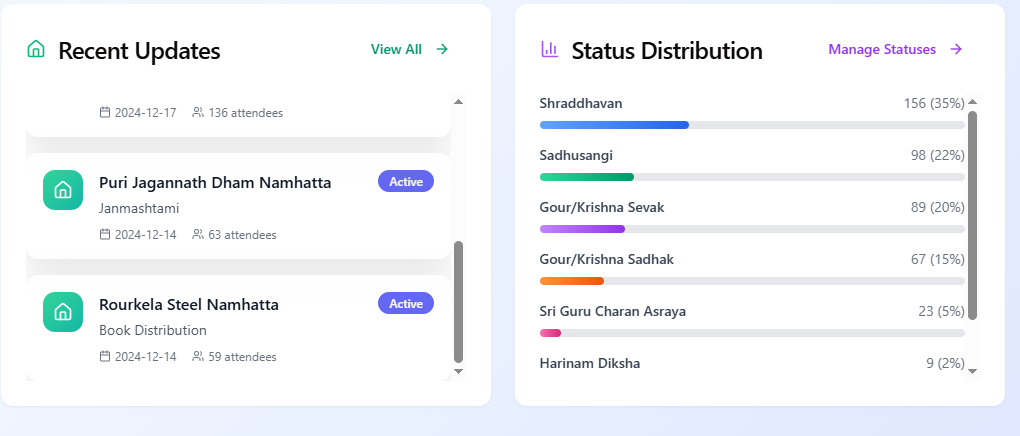 Recent Updates
View All
2024-12-17 136 attendees
Puri Jagannath Dham Namhatta
Active
Janmashtami
2024-12-14 63 attendees
Rourkela Steel Namhatta
Active
Book Distribution
2024-12-14 59 attendees
Status Distribution
Manage Statuses
Shraddhavan 156 (35%)
Sadhusangi 98 (22%)
Gour/Krishna Sevak 89 (20%)
Gour/Krishna Sadhak 67 (15%)
Sri Guru Charan Asraya 23 (5%)
Harinam Diksha 9 (2%)